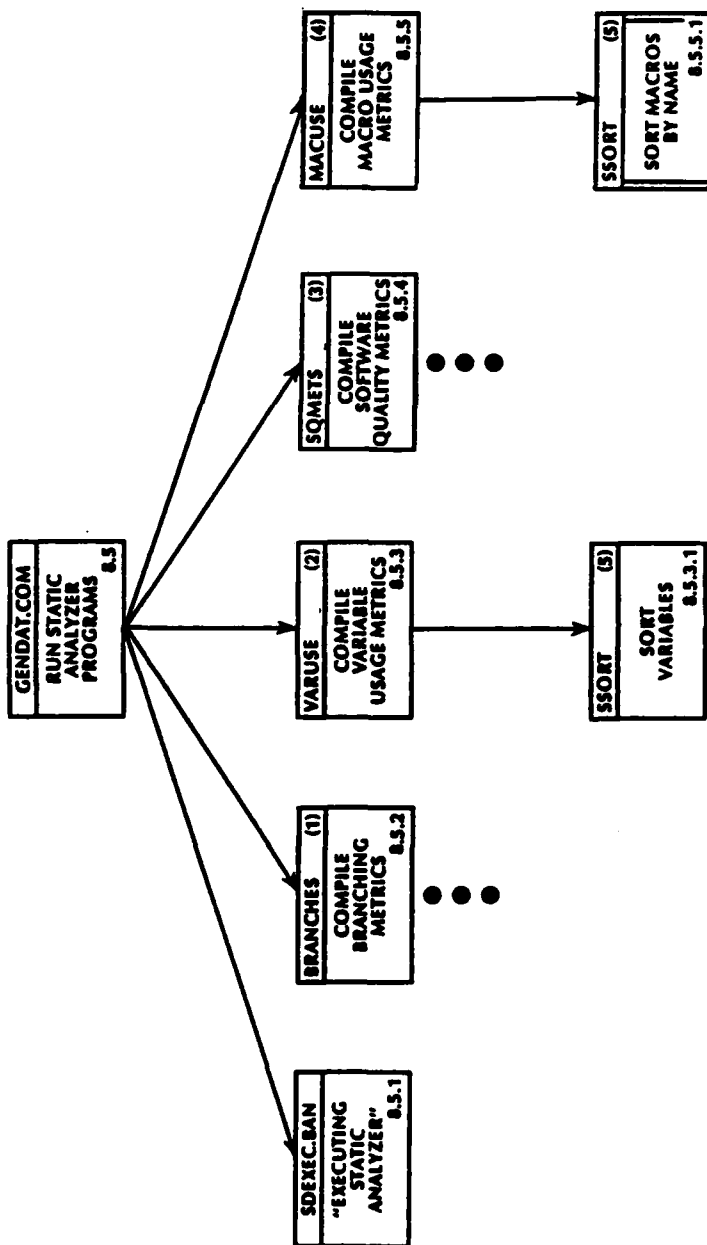 GENDAT.COM
RUN STATIC
ANALYZER
PROGRAMS
8.5
SDEXEC.BAN
"EXECUTING
STATIC
ANALYZER"
8.5.1
BRANCHES (1)
COMPILE
BRANCHING
METRICS
8.5.2
VARUSE (2)
COMPILE
VARIABLE
USAGE METRICS
8.5.3
SQMETS (3)
COMPILE
SOFTWARE
QUALITY METRICS
8.5.4
MACUSE (4)
COMPILE
MACRO USAGE
METRICS
8.5.5
SSORT (5)
SORT
VARIABLES
8.5.3.1
SSORT (5)
SORT MACROS
BY NAME
8.5.5.1